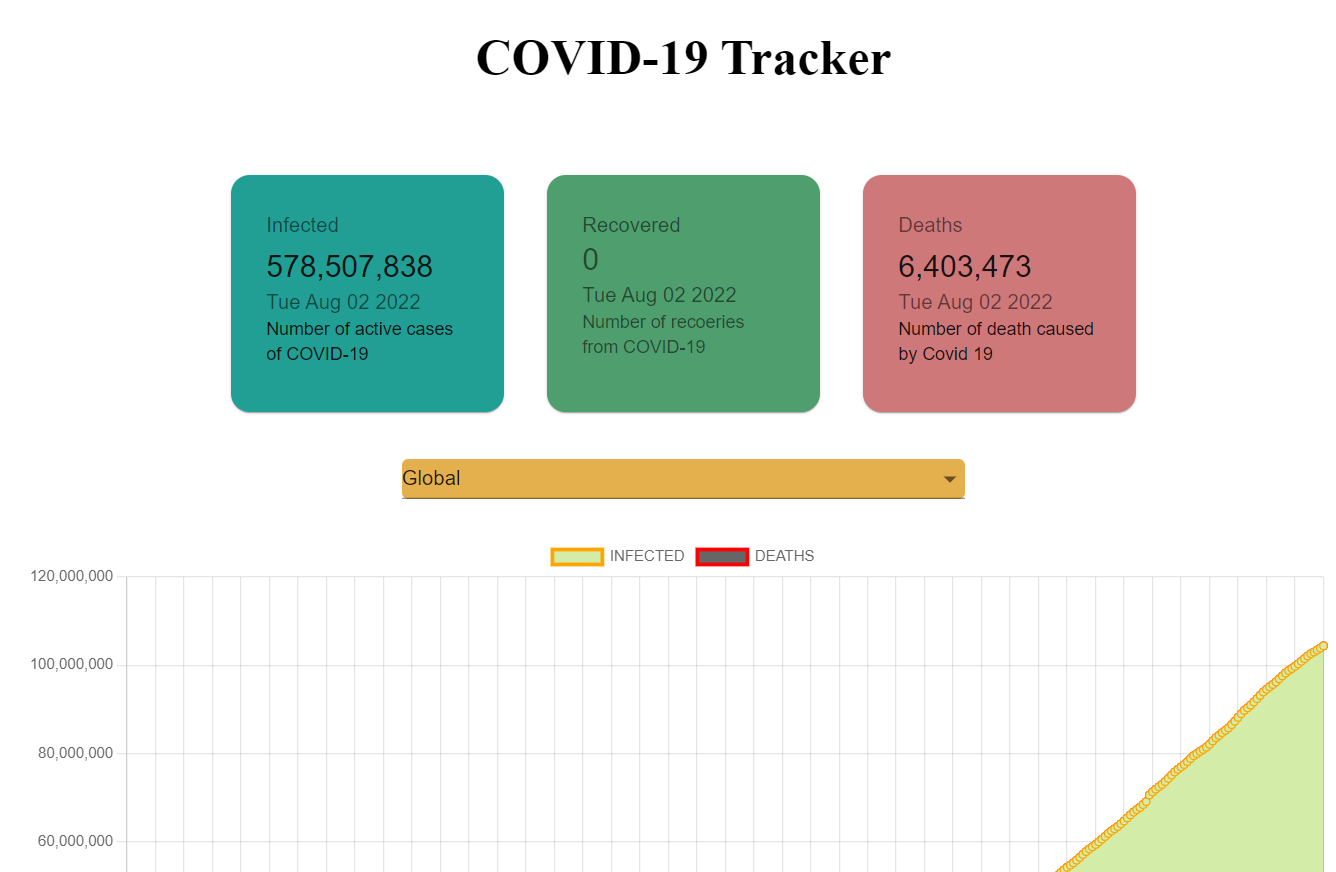 COVID-19 Tracker
Infected
578,507,838
Tue Aug 02 2022
Number of active cases
of COVID-19
Recovered
0
Tue Aug 02 2022
Number of recoeries
from COVID-19
Deaths
6,403,473
Tue Aug 02 2022
Number of death caused
by Covid 19
Global
INFECTED DEATHS
120,000,000
100,000,000
80,000,000
60,000,000